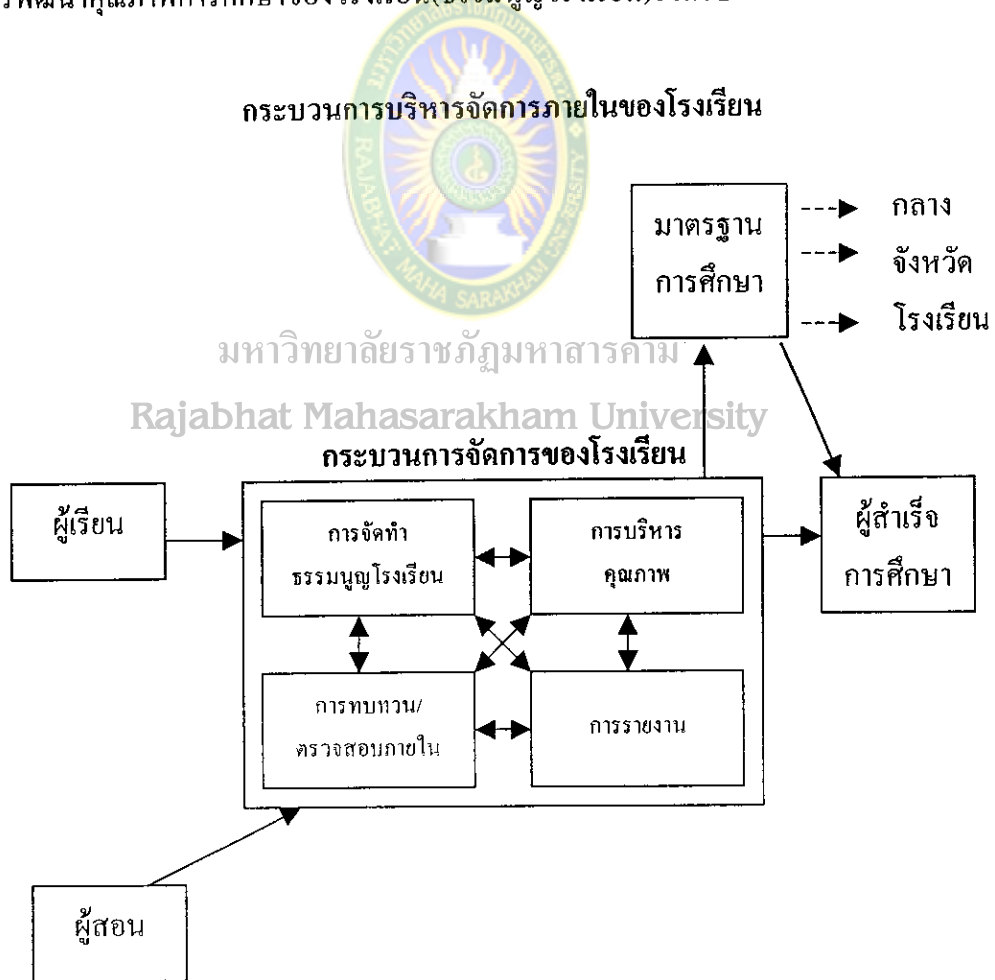 กระบวนการบริหารจัดการภายในของโรงเรียน
RAJABHAT MAHA SARAKHAM UNIVERSITY
มาตรฐาน
การศึกษา
กลาง
จังหวัด
โรงเรียน
มหาวิทยาลัยราชภัฏมหาสารคาม
Rajabhat Mahasarakham University
กระบวนการจัดการของโรงเรียน
ผู้เรียน
การจัดทำ
ธรรมนูญโรงเรียน
การบริหาร
คุณภาพ
ผู้สำเร็จ
การศึกษา
การทบทวน/
ตรวจสอบภายใน
การรายงาน
ผู้สอน